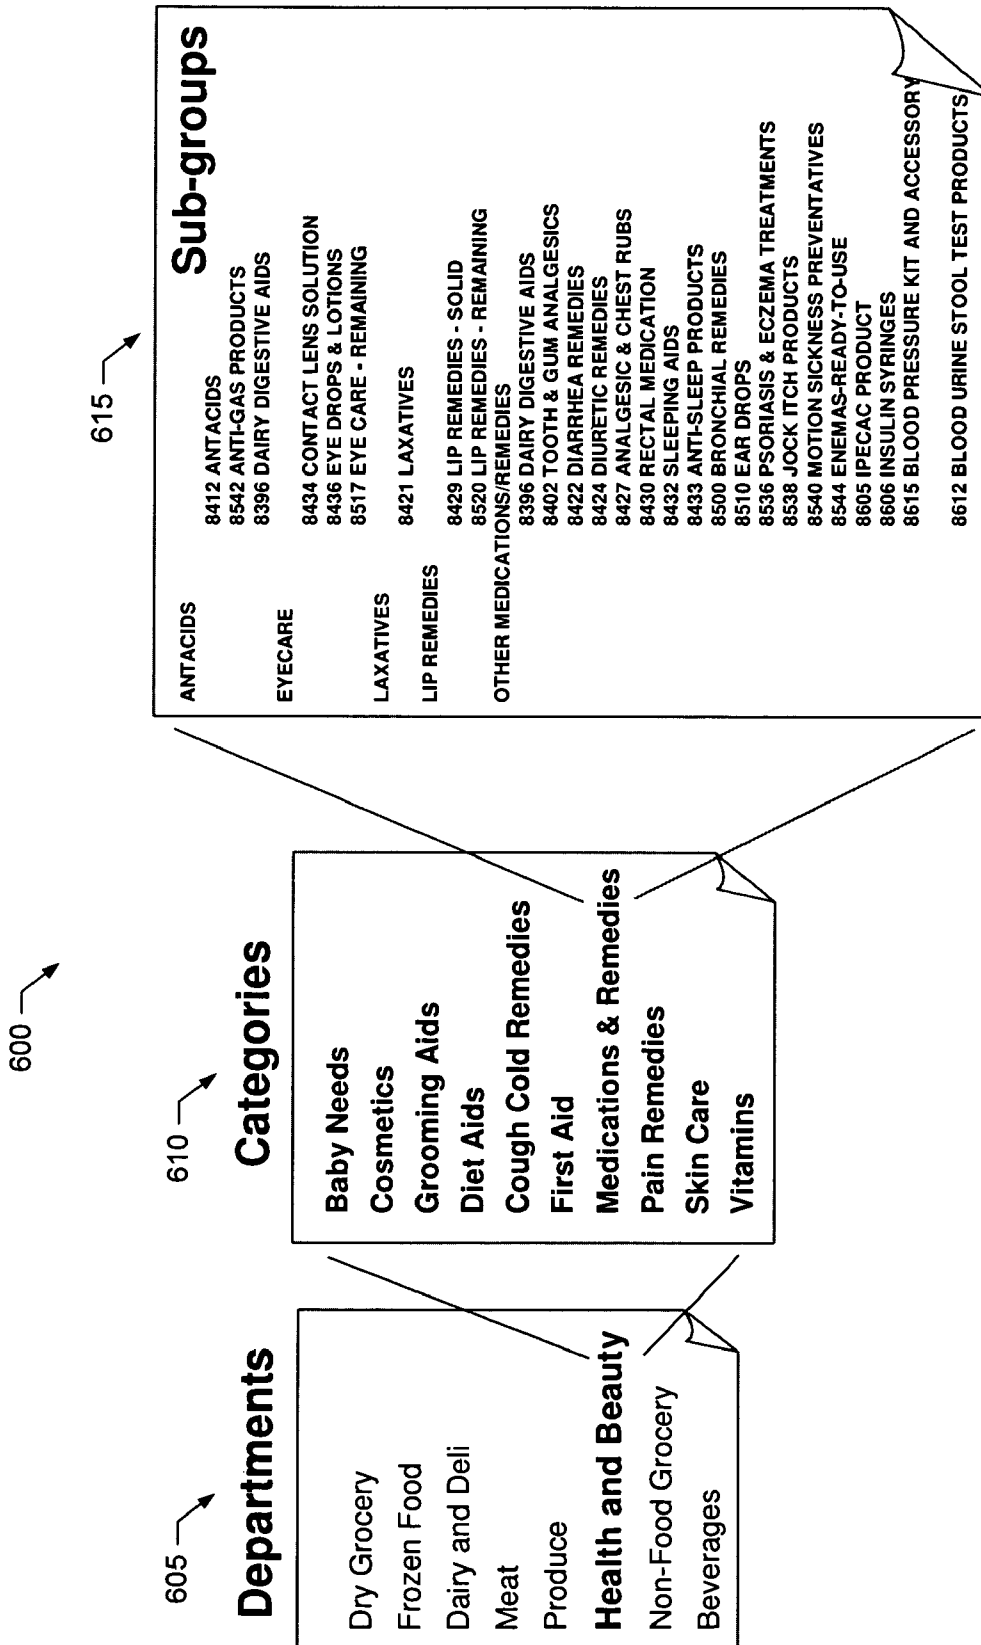 600
605
Departments
Dry Grocery
Frozen Food
Dairy and Deli
Meat
Produce
Health and Beauty
Non-Food Grocery
Beverages
610
Categories
Baby Needs
Cosmetics
Grooming Aids
Diet Aids
Cough Cold Remedies
First Aid
Medications & Remedies
Pain Remedies
Skin Care
Vitamins
615
Sub-groups
ANTACIDS
8412 ANTACIDS
8542 ANTI-GAS PRODUCTS
8396 DAIRY DIGESTIVE AIDS
EYECARE
8434 CONTACT LENS SOLUTION
8436 EYE DROPS & LOTIONS
8517 EYE CARE - REMAINING
LAXATIVES
8421 LAXATIVES
LIP REMEDIES
8429 LIP REMEDIES - SOLID
8520 LIP REMEDIES - REMAINING
OTHER MEDICATIONS/REMEDIES
8396 DAIRY DIGESTIVE AIDS
8402 TOOTH & GUM ANALGESICS
8422 DIARRHEA REMEDIES
8424 DIURETIC REMEDIES
8427 ANALGESIC & CHEST RUBS
8430 RECTAL MEDICATION
8432 SLEEPING AIDS
8433 ANTI-SLEEP PRODUCTS
8500 BRONCHIAL REMEDIES
8510 EAR DROPS
8536 PSORIASIS & ECZEMA TREATMENTS
8538 JOCK ITCH PRODUCTS
8540 MOTION SICKNESS PREVENTATIVES
8544 ENEMAS-READY-TO-USE
8605 IPECAC PRODUCT
8606 INSULIN SYRINGES
8615 BLOOD PRESSURE KIT AND ACCESSORY
8612 BLOOD URINE STOOL TEST PRODUCTS